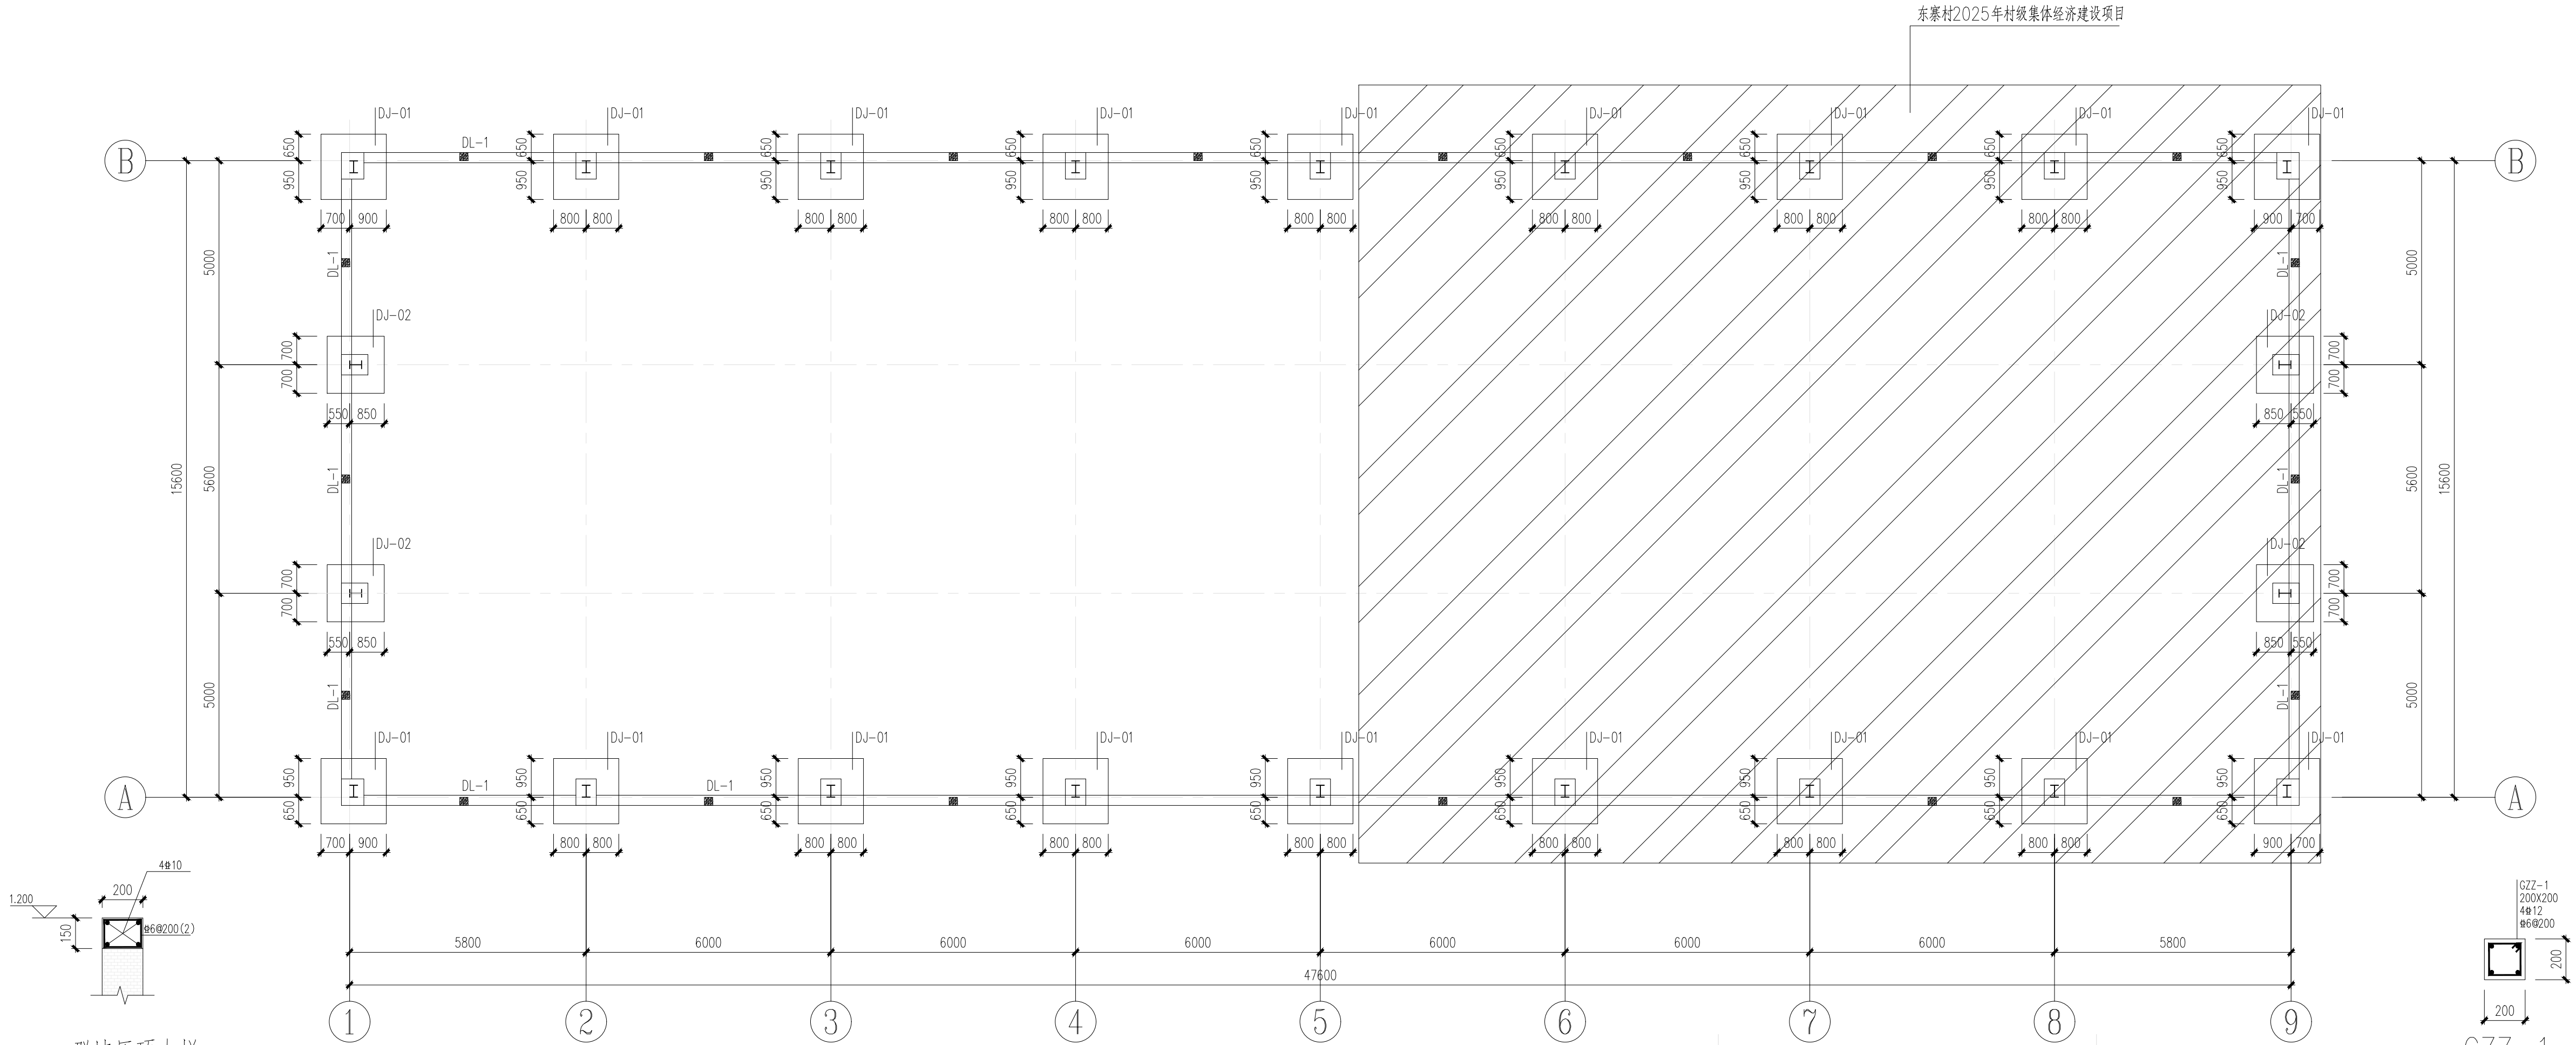 东寨村2025年村级集体经济建设项目
DJ-01 DJ-01 DJ-01 DJ-01 DJ-01 DJ-01 DJ-01 DJ-01 DJ-01
DL-1
B 650 650 650 650 650 650 650 650 650 B
950 950 950 950 950 950 950 950 950
700 900 800 800 800 800 800 800 800 800 800 800 800 800 800 800 900 700
5000 DL-1 DL-1 5000
DJ-02 DJ-02
700 700
700 700
550 850 850 550
15600 5600 DL-1 DL-1 5600 15600
DJ-02 DJ-02
700 700
700 700
550 850 850 550
5000 DL-1 DL-1 5000
DJ-01 DJ-01 DJ-01 DJ-01 DJ-01 DJ-01 DJ-01 DJ-01 DJ-01
950 950 950 950 950 950 950 950 950
DL-1 DL-1
A 650 650 650 650 650 650 650 650 650 A
700 900 800 800 800 800 800 800 800 800 800 800 800 800 800 800 900 700
4Φ10
200
1.200
150
Φ6@200(2)
GZZ-1
200X200
4Φ12
Φ6@200
200
200
5800 6000 6000 6000 6000 6000 6000 5800
47600
1 2 3 4 5 6 7 8 9
GZZ-1